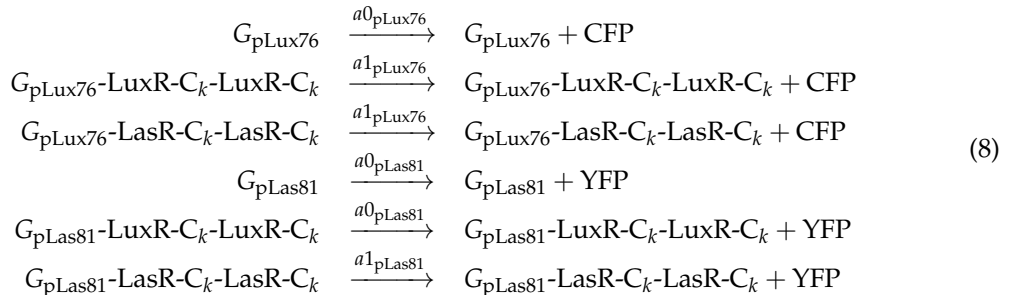 G_pLux76 —a0_pLux76→ G_pLux76 + CFP
G_pLux76-LuxR-C_k-LuxR-C_k —a1_pLux76→ G_pLux76-LuxR-C_k-LuxR-C_k + CFP
G_pLux76-LasR-C_k-LasR-C_k —a1_pLux76→ G_pLux76-LasR-C_k-LasR-C_k + CFP
(8)
G_pLas81 —a0_pLas81→ G_pLas81 + YFP
G_pLas81-LuxR-C_k-LuxR-C_k —a0_pLas81→ G_pLas81-LuxR-C_k-LuxR-C_k + YFP
G_pLas81-LasR-C_k-LasR-C_k —a1_pLas81→ G_pLas81-LasR-C_k-LasR-C_k + YFP